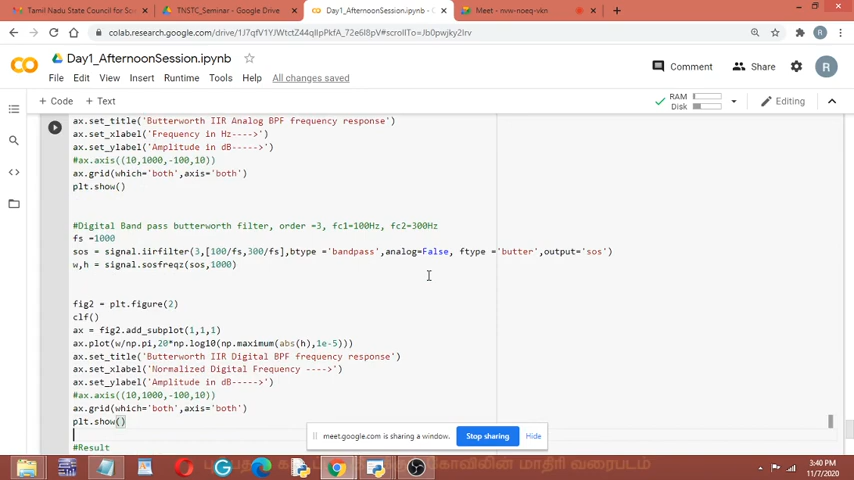 Tamil Nadu State Council for Sci
TNSTC_Seminar - Google Drive
Day1_AfternoonSession.ipynb - C
Meet - nvw-noeq-vkn
colab.research.google.com/drive/1J7qfV1YJWtctZ44qlIpPkfA_72e6I8pV#scrollTo=Jb0pwjky2Irv
Day1_AfternoonSession.ipynb
File Edit View Insert Runtime Tools Help All changes saved
Comment Share R
+ Code + Text
RAM
Disk
Editing
ax.set_title('Butterworth IIR Analog BPF frequency response')
ax.set_xlabel('Frequency in Hz---->')
ax.set_ylabel('Amplitude in dB----->')
#ax.axis((10,1000,-100,10))
ax.grid(which='both',axis='both')
plt.show()
#Digital Band pass butterworth filter, order =3, fc1=100Hz, fc2=300Hz
fs =1000
sos = signal.iirfilter(3,[100/fs,300/fs],btype ='bandpass',analog=False, ftype ='butter',output='sos')
w,h = signal.sosfreqz(sos,1000)
fig2 = plt.figure(2)
clf()
ax = fig2.add_subplot(1,1,1)
ax.plot(w/np.pi,20*np.log10(np.maximum(abs(h),1e-5)))
ax.set_title('Butterworth IIR Digital BPF frequency response')
ax.set_xlabel('Normalized Digital Frequency ---->')
ax.set_ylabel('Amplitude in dB----->')
#ax.axis((10,1000,-100,10))
ax.grid(which='both',axis='both')
plt.show()
#Result
meet.google.com is sharing a window. Stop sharing Hide
மாதிரி வரைபடம்
3:40 PM
11/7/2020